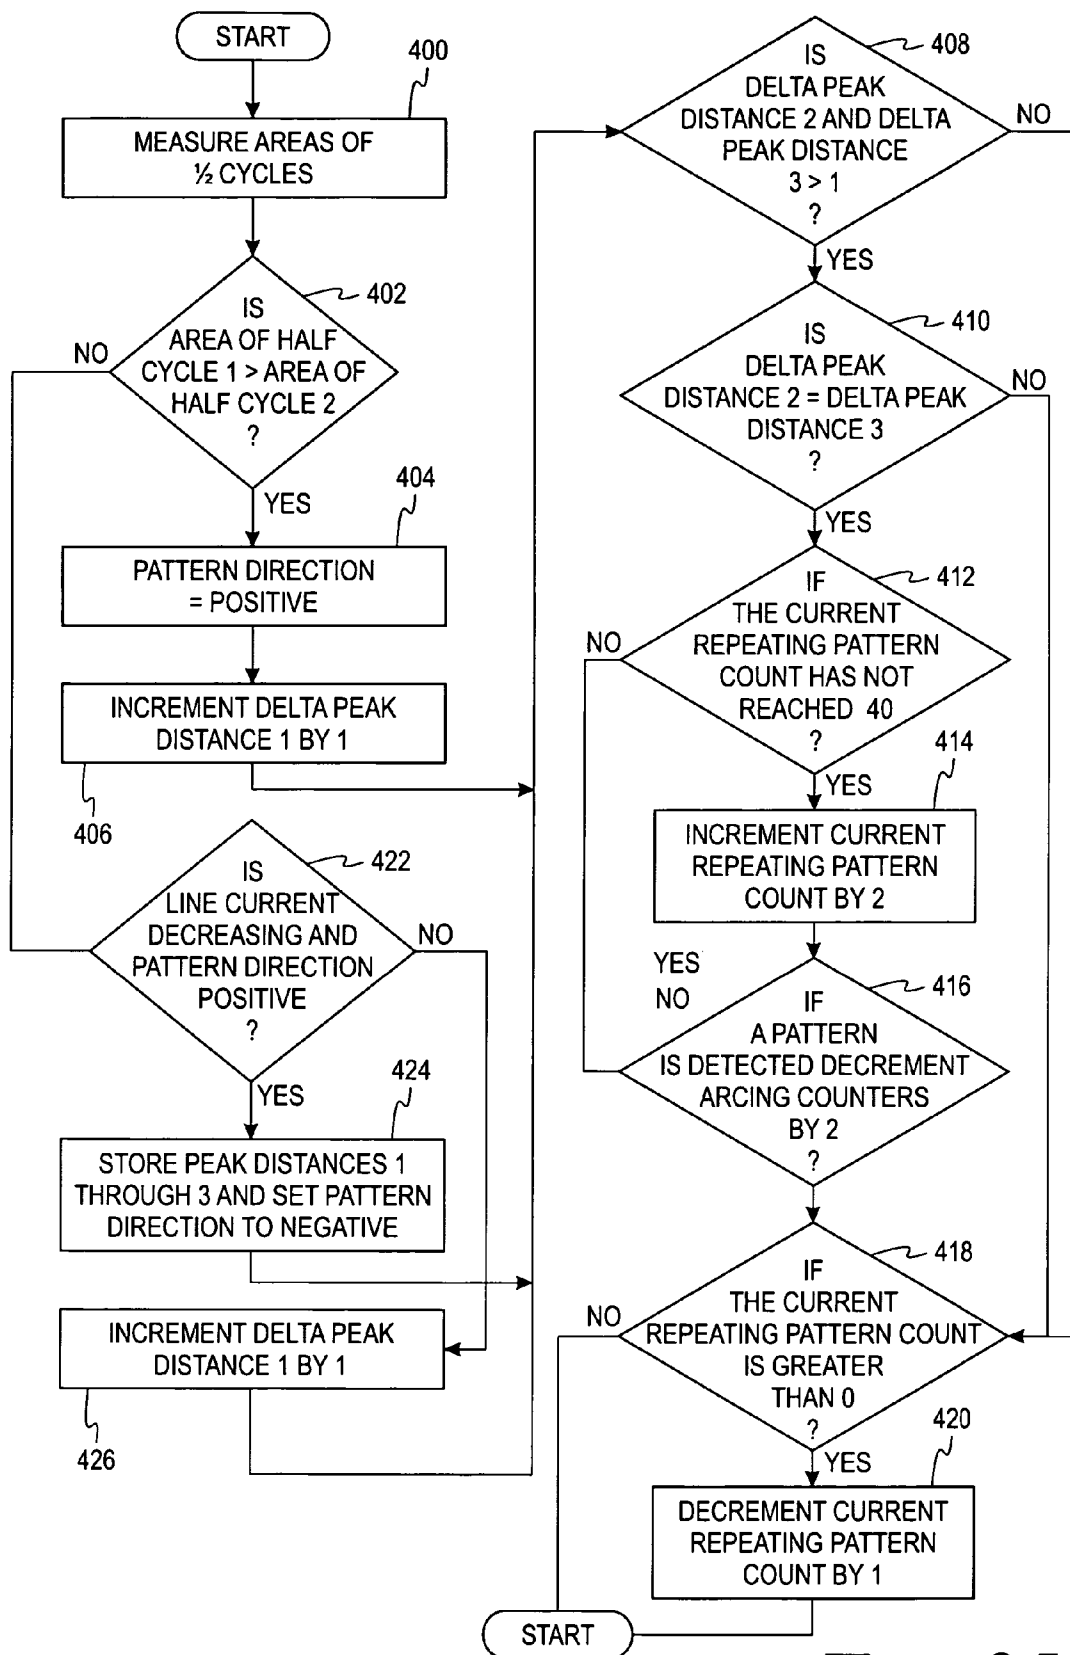 START
400
MEASURE AREAS OF
½ CYCLES
402
IS
AREA OF HALF
CYCLE 1 > AREA OF
HALF CYCLE 2
?
NO
YES
404
PATTERN DIRECTION
= POSITIVE
INCREMENT DELTA PEAK
DISTANCE 1 BY 1
406
422
IS
LINE CURRENT
DECREASING AND
PATTERN DIRECTION
POSITIVE
?
NO
YES
424
STORE PEAK DISTANCES 1
THROUGH 3 AND SET PATTERN
DIRECTION TO NEGATIVE
INCREMENT DELTA PEAK
DISTANCE 1 BY 1
426
408
IS
DELTA PEAK
DISTANCE 2 AND DELTA
PEAK DISTANCE
3 > 1
?
NO
YES
410
IS
DELTA PEAK
DISTANCE 2 = DELTA PEAK
DISTANCE 3
?
NO
YES
412
IF
THE CURRENT
REPEATING PATTERN
COUNT HAS NOT
REACHED 40
?
NO
YES
414
INCREMENT CURRENT
REPEATING PATTERN
COUNT BY 2
YES
NO
416
IF
A PATTERN
IS DETECTED DECREMENT
ARCING COUNTERS
BY 2
?
418
IF
THE CURRENT
REPEATING PATTERN COUNT
IS GREATER
THAN 0
?
NO
YES
420
DECREMENT CURRENT
REPEATING PATTERN
COUNT BY 1
START